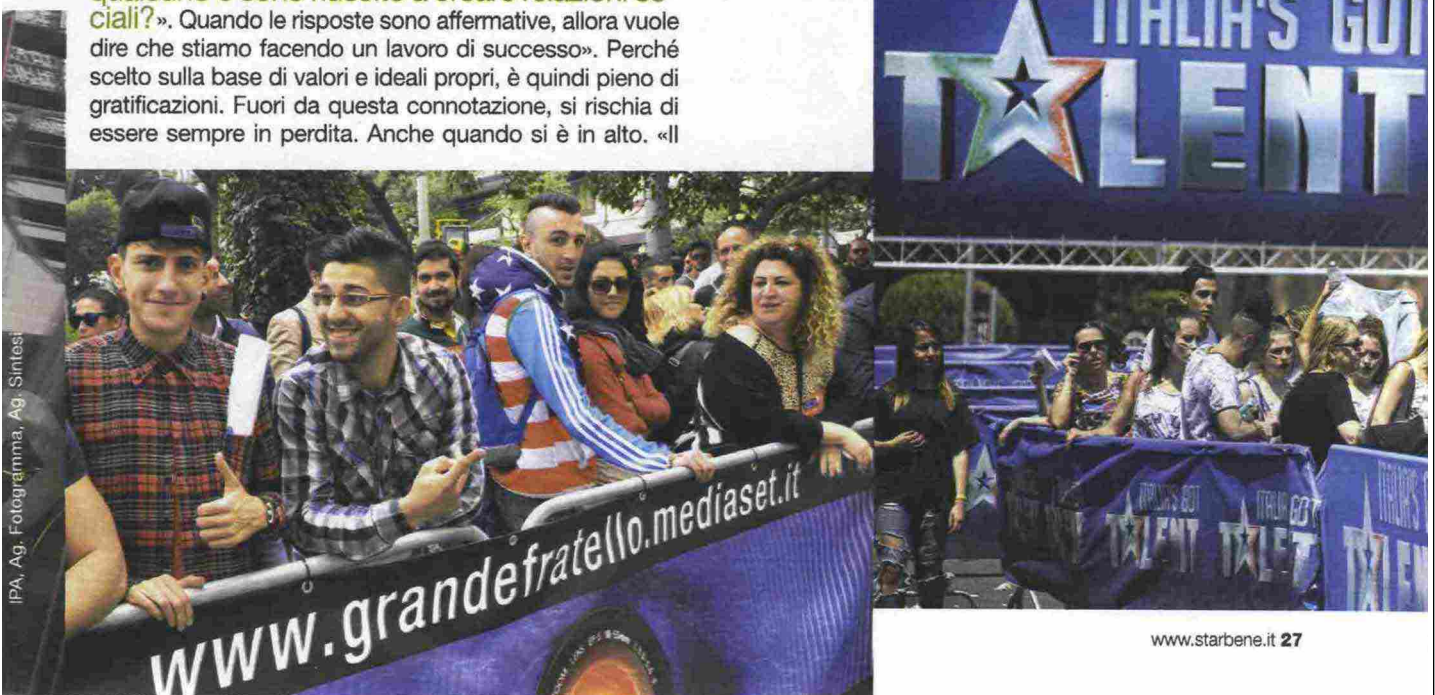 ciali?». Quando le risposte sono affermative, allora vuole
dire che stiamo facendo un lavoro di successo». Perché
scelto sulla base di valori e ideali propri, è quindi pieno di
gratificazioni. Fuori da questa connotazione, si rischia di
essere sempre in perdita. Anche quando si è in alto. «Il
ITALIA'S GOT
TALENT
IPA, Ag. Fotogramma, Ag. Sintesi
www.grandefratello.mediaset.it
ITALIA'S GOT
TALENT
www.starbene.it 27